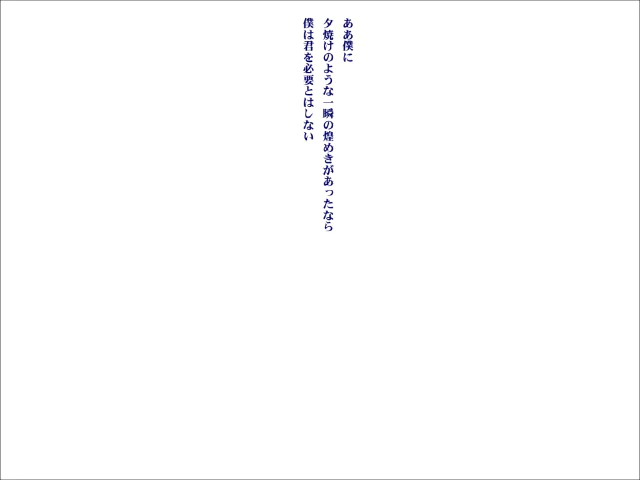 ああ僕に
夕焼けのような一瞬の煌めきがあったなら
僕は君を必要とはしない